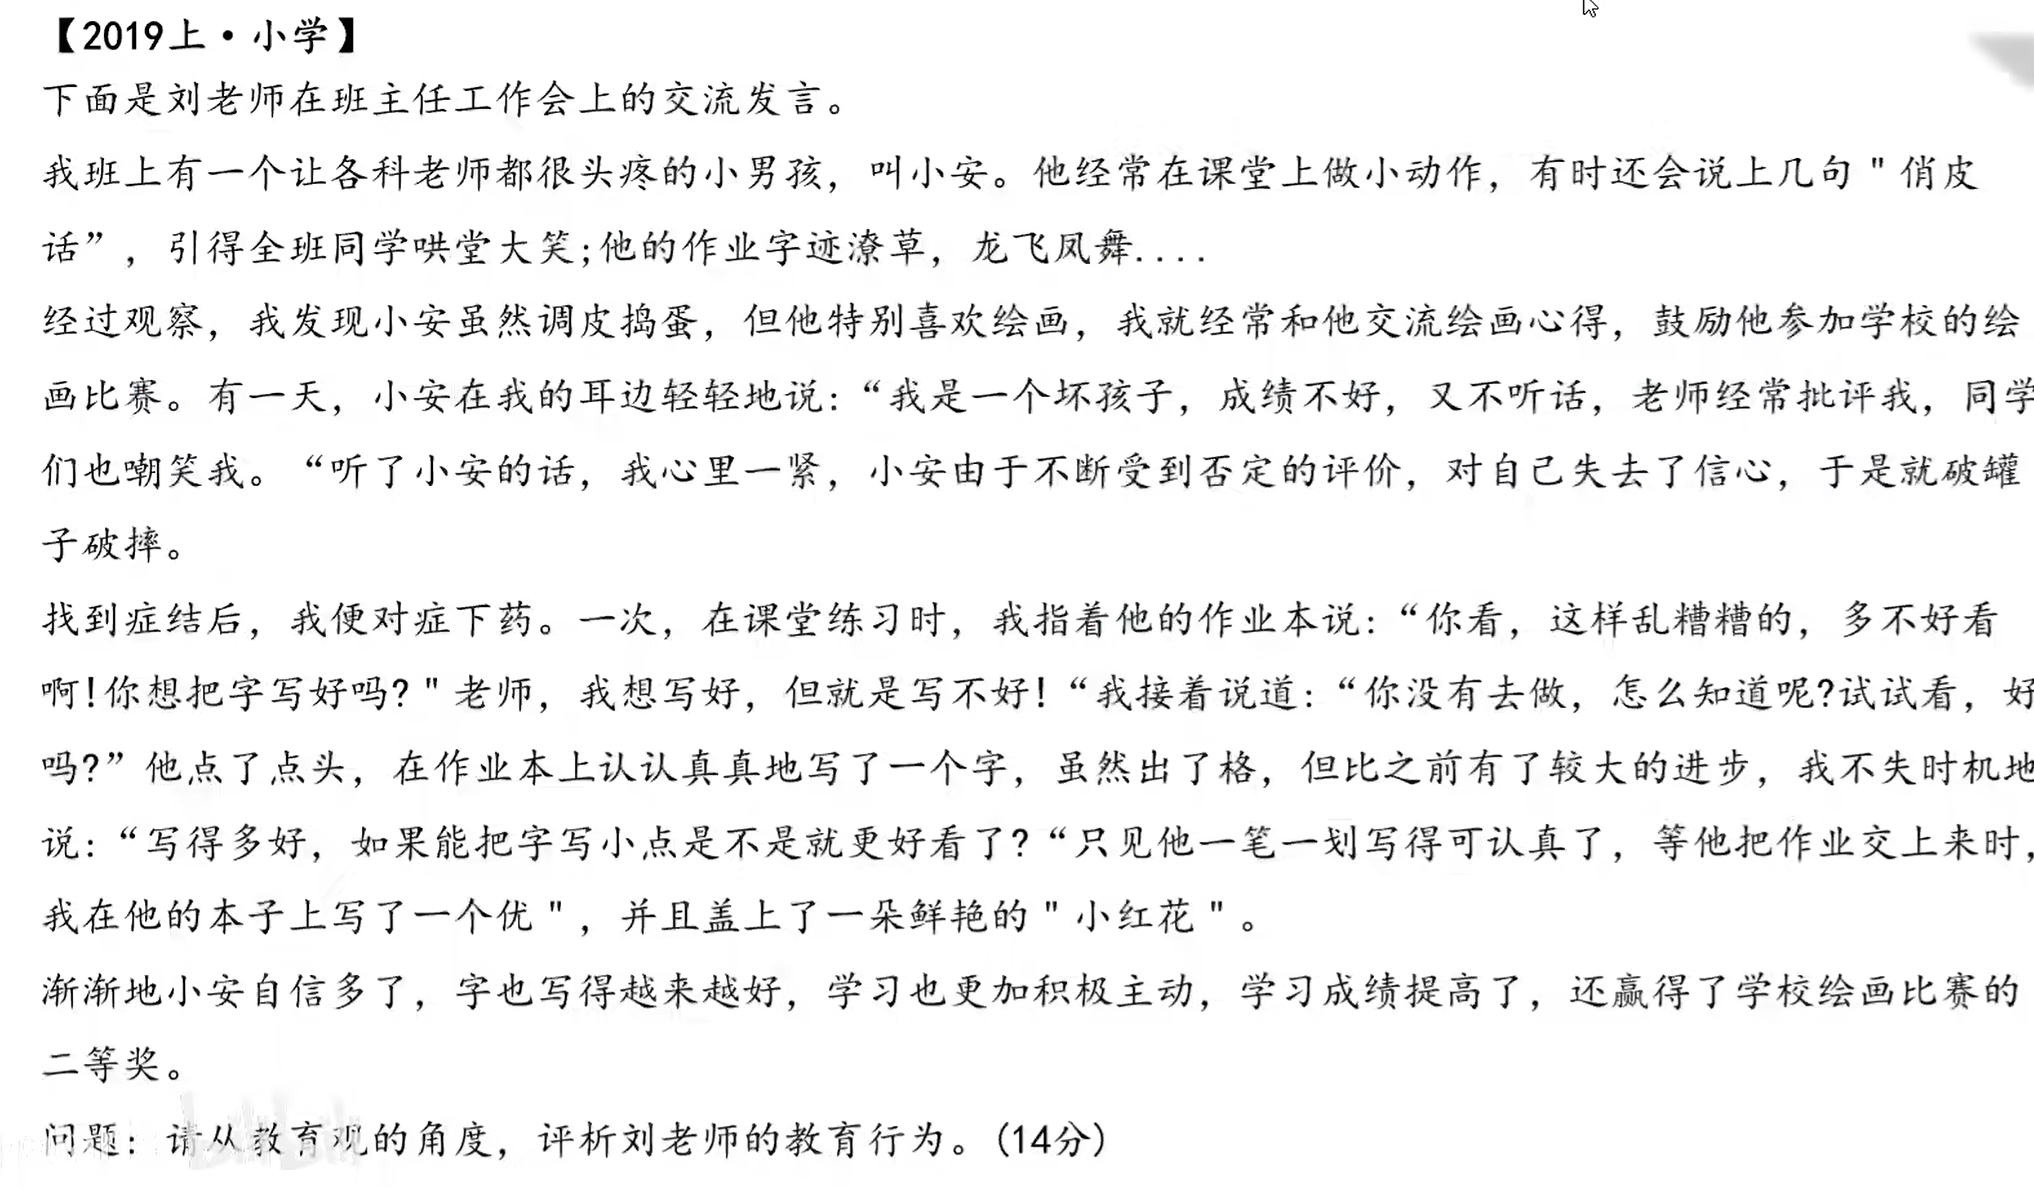 【2019上·小学】
下面是刘老师在班主任工作会上的交流发言。
我班上有一个让各科老师都很头疼的小男孩，叫小安。他经常在课堂上做小动作，有时还会说上几句"俏皮
话”，引得全班同学哄堂大笑;他的作业字迹潦草，龙飞凤舞....
经过观察，我发现小安虽然调皮捣蛋，但他特别喜欢绘画，我就经常和他交流绘画心得，鼓励他参加学校的绘
画比赛。有一天，小安在我的耳边轻轻地说:“我是一个坏孩子，成绩不好，又不听话，老师经常批评我，同学
们也嘲笑我。“听了小安的话，我心里一紧，小安由于不断受到否定的评价，对自己失去了信心，于是就破罐
子破摔。
找到症结后，我便对症下药。一次，在课堂练习时，我指着他的作业本说:“你看，这样乱糟糟的，多不好看
啊!你想把字写好吗?"老师，我想写好，但就是写不好!“我接着说道:“你没有去做，怎么知道呢?试试看，好
吗?”他点了点头，在作业本上认认真真地写了一个字，虽然出了格，但比之前有了较大的进步，我不失时机地
说:“写得多好，如果能把字写小点是不是就更好看了?“只见他一笔一划写得可认真了，等他把作业交上来时，
我在他的本子上写了一个优"，并且盖上了一朵鲜艳的"小红花"。
渐渐地小安自信多了，字也写得越来越好，学习也更加积极主动，学习成绩提高了，还赢得了学校绘画比赛的
二等奖。
问题：请从教育观的角度，评析刘老师的教育行为。(14分)
bilibili